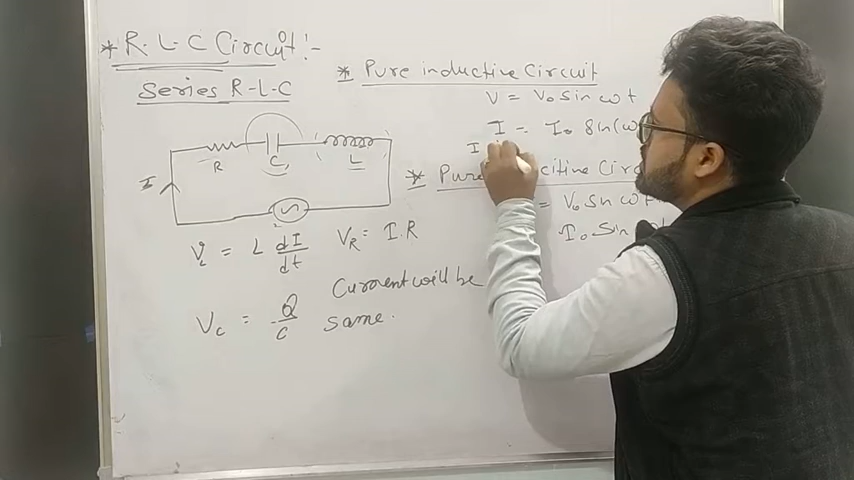 * R-L-C Circuit :-
Series R-L-C
R
C
L
I
V_L = L dI/dt
V_R = I.R
V_C = Q/C
Current will be
same.
* Pure inductive Circuit
V = V₀ sin ωt
I = I₀ Sin(ω
I
* Pure
= V₀ sin ωt
I₀ Sin